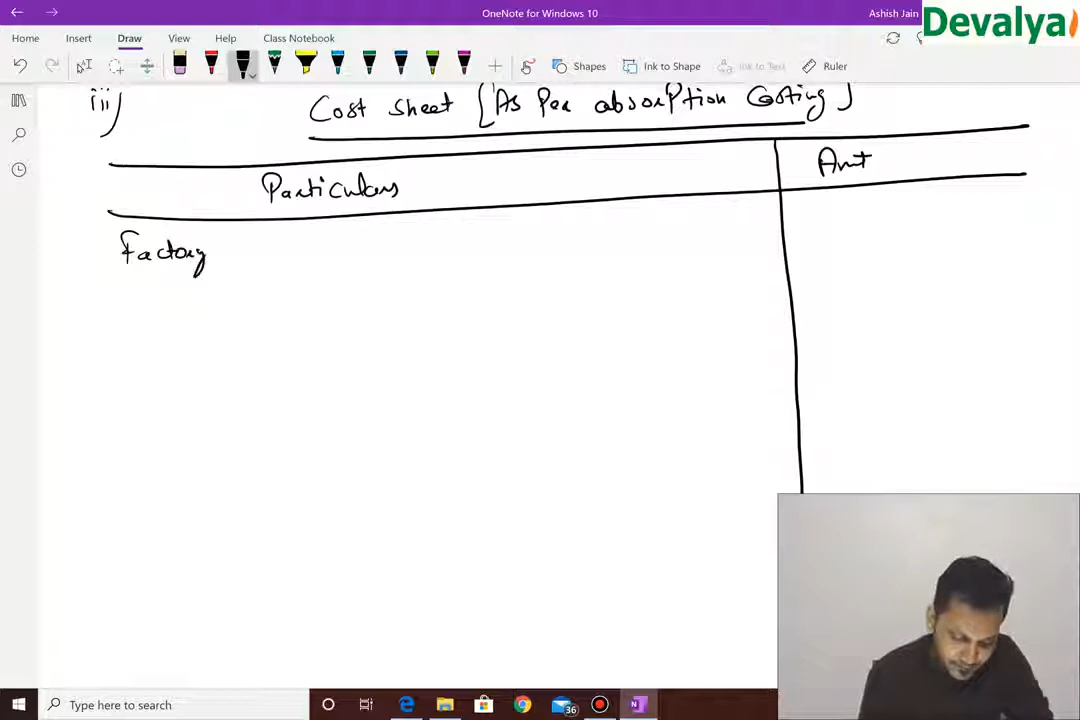 OneNote for Windows 10
Ashish Jain
Devalya
Home Insert Draw View Help Class Notebook
Shapes Ink to Shape Ink to Text Ruler
iii) Cost sheet [As Per absorption Costing]
Particulars Amt
Factory
Type here to search
36